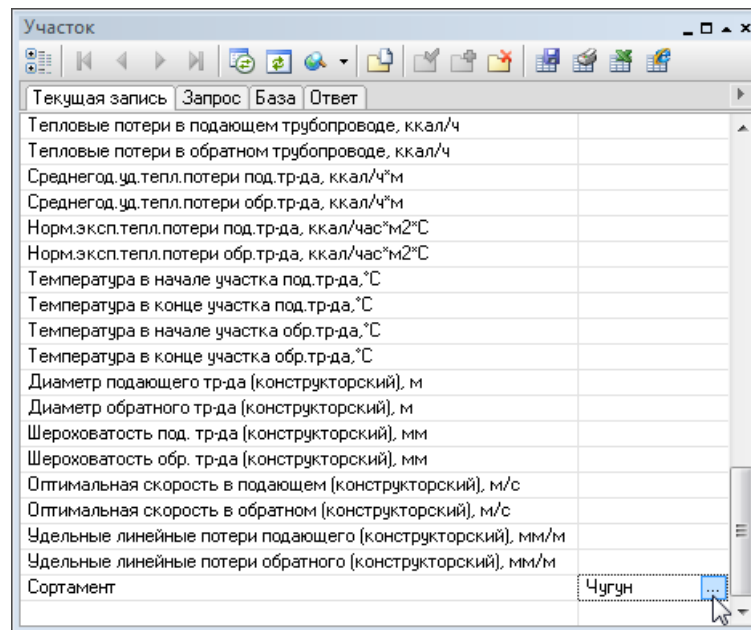 Участок
Текущая запись Запрос База Ответ
Тепловые потери в подающем трубопроводе, ккал/ч
Тепловые потери в обратном трубопроводе, ккал/ч
Среднегод.уд.тепл.потери под.тр-да, ккал/ч*м
Среднегод.уд.тепл.потери обр.тр-да, ккал/ч*м
Норм.эксп.тепл.потери под.тр-да, ккал/час*м2*С
Норм.эксп.тепл.потери обр.тр-да, ккал/час*м2*С
Температура в начале участка под.тр-да,°С
Температура в конце участка под.тр-да,°С
Температура в начале участка обр.тр-да,°С
Температура в конце участка обр.тр-да,°С
Диаметр подающего тр-да (конструкторский), м
Диаметр обратного тр-да (конструкторский), м
Шероховатость под. тр-да (конструкторский), мм
Шероховатость обр. тр-да (конструкторский), мм
Оптимальная скорость в подающем (конструкторский), м/с
Оптимальная скорость в обратном (конструкторский), м/с
Удельные линейные потери подающего (конструкторский), мм/м
Удельные линейные потери обратного (конструкторский), мм/м
Сортамент Чугун ...